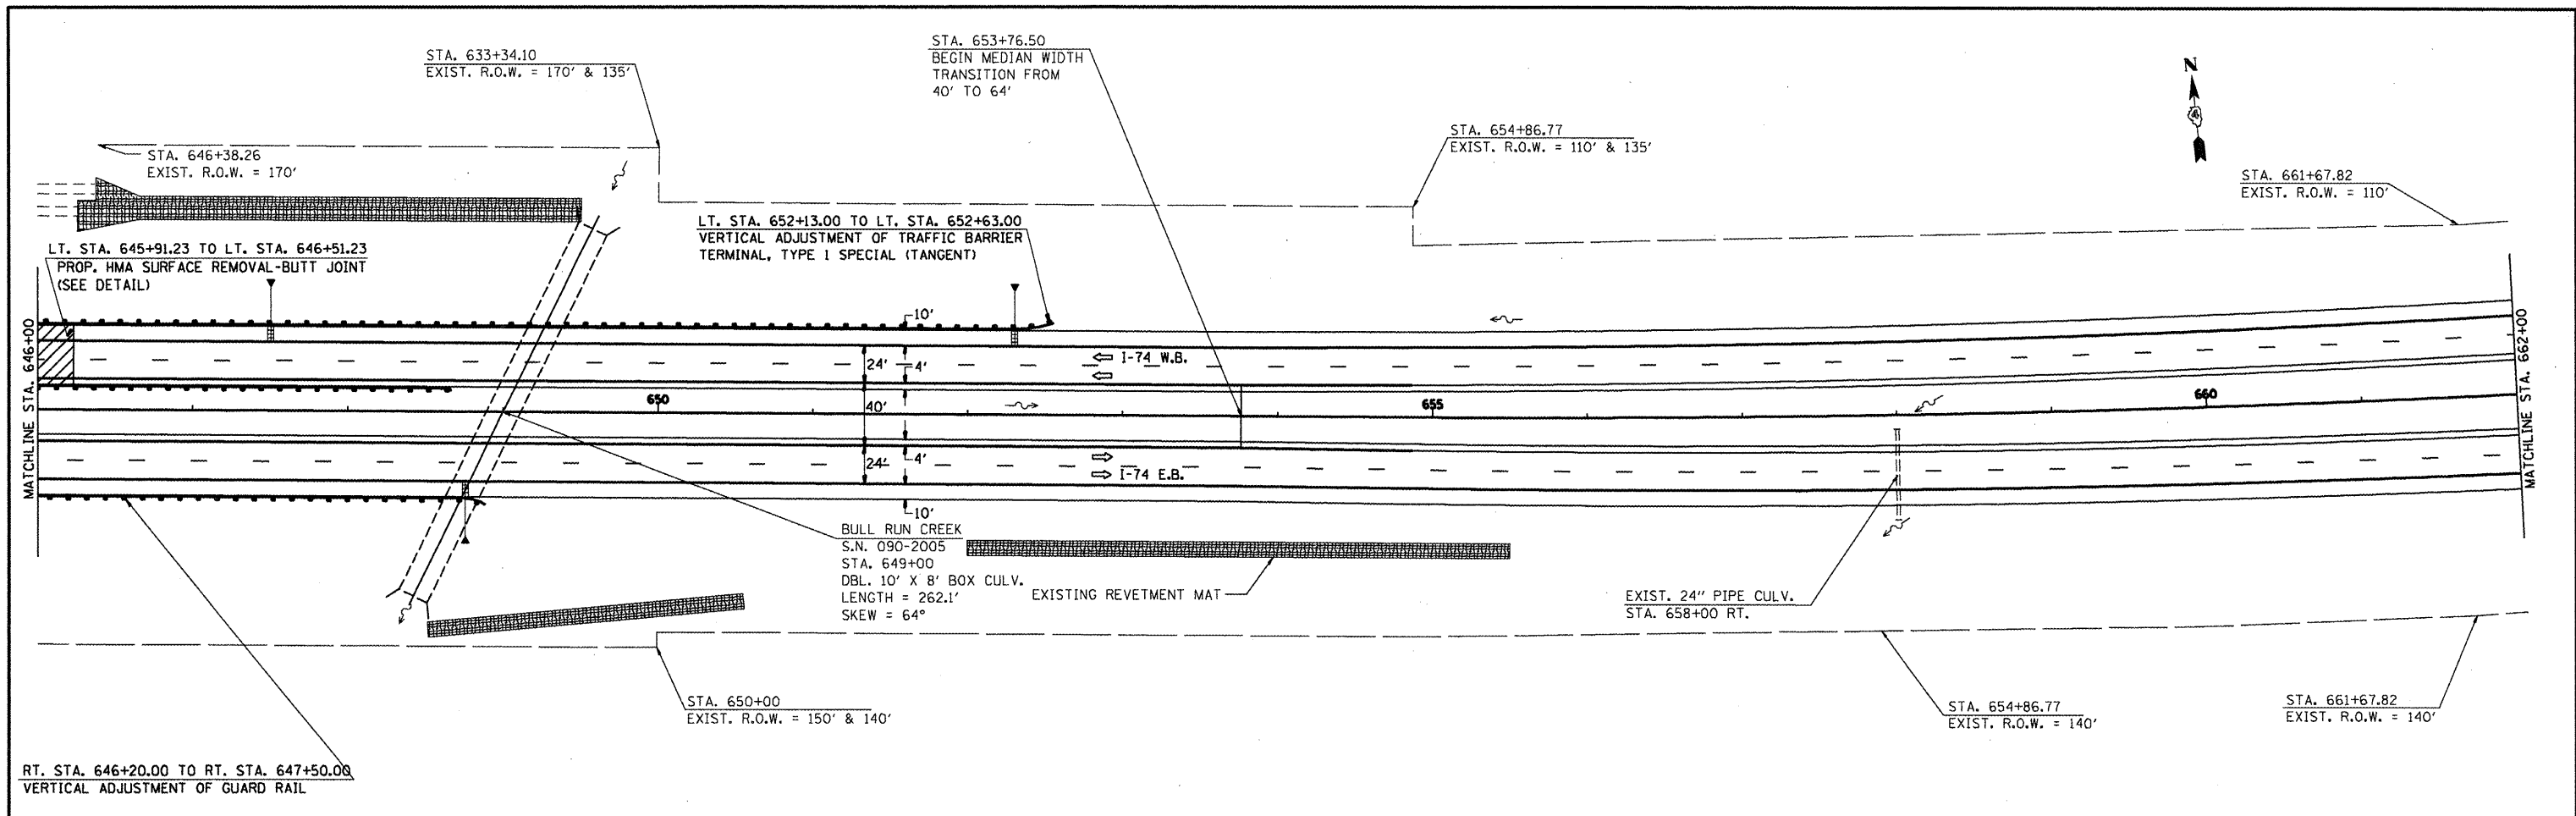 STA. 633+34.10
EXIST. R.O.W. = 170' & 135'
STA. 653+76.50
BEGIN MEDIAN WIDTH
TRANSITION FROM
40' TO 64'
N
STA. 654+86.77
EXIST. R.O.W. = 110' & 135'
STA. 646+38.26
EXIST. R.O.W. = 170'
STA. 661+67.82
EXIST. R.O.W. = 110'
LT. STA. 652+13.00 TO LT. STA. 652+63.00
VERTICAL ADJUSTMENT OF TRAFFIC BARRIER
TERMINAL, TYPE 1 SPECIAL (TANGENT)
LT. STA. 645+91.23 TO LT. STA. 646+51.23
PROP. HMA SURFACE REMOVAL-BUTT JOINT
(SEE DETAIL)
MATCHLINE STA. 646+00
10'
24'
4'
I-74 W.B.
650
40'
655
660
24'
4'
I-74 E.B.
10'
MATCHLINE STA. 662+00
BULL RUN CREEK
S.N. 090-2005
STA. 649+00
DBL. 10' X 8' BOX CULV.
LENGTH = 262.1'
SKEW = 64°
EXISTING REVETMENT MAT
EXIST. 24" PIPE CULV.
STA. 658+00 RT.
STA. 650+00
EXIST. R.O.W. = 150' & 140'
STA. 654+86.77
EXIST. R.O.W. = 140'
STA. 661+67.82
EXIST. R.O.W. = 140'
RT. STA. 646+20.00 TO RT. STA. 647+50.00
VERTICAL ADJUSTMENT OF GUARD RAIL